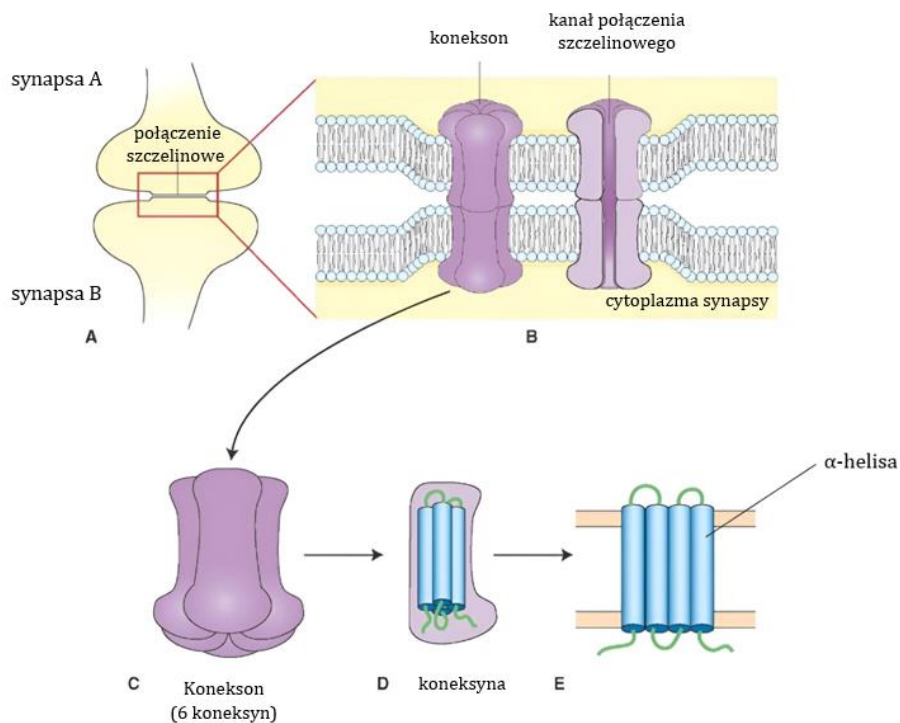 konekson
kanał połączenia
szczelinowego
synapsa A
połączenie
szczelinowe
synapsa B
cytoplazma synapsy
A
B
α-helisa
C
Konekson
(6 koneksyn)
D
koneksyna
E